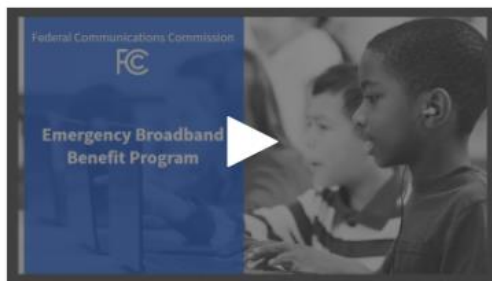 Federal Communications Commission
FCC
Emergency Broadband
Benefit Program